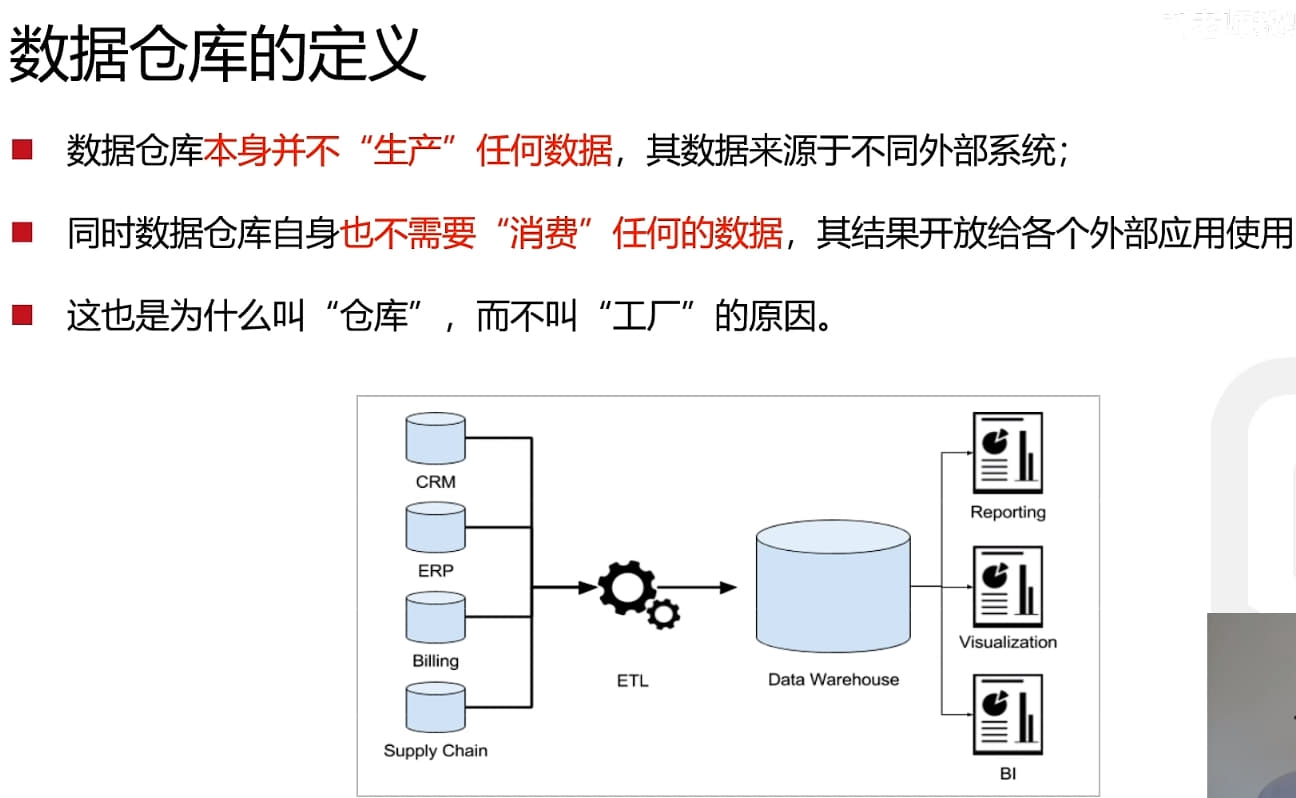 数据仓库的定义
数据仓库本身并不“生产”任何数据，其数据来源于不同外部系统；
同时数据仓库自身也不需要“消费”任何的数据，其结果开放给各个外部应用使用
这也是为什么叫“仓库”，而不叫“工厂”的原因。
CRM
ERP
Billing
Supply Chain
ETL
Data Warehouse
Reporting
Visualization
BI